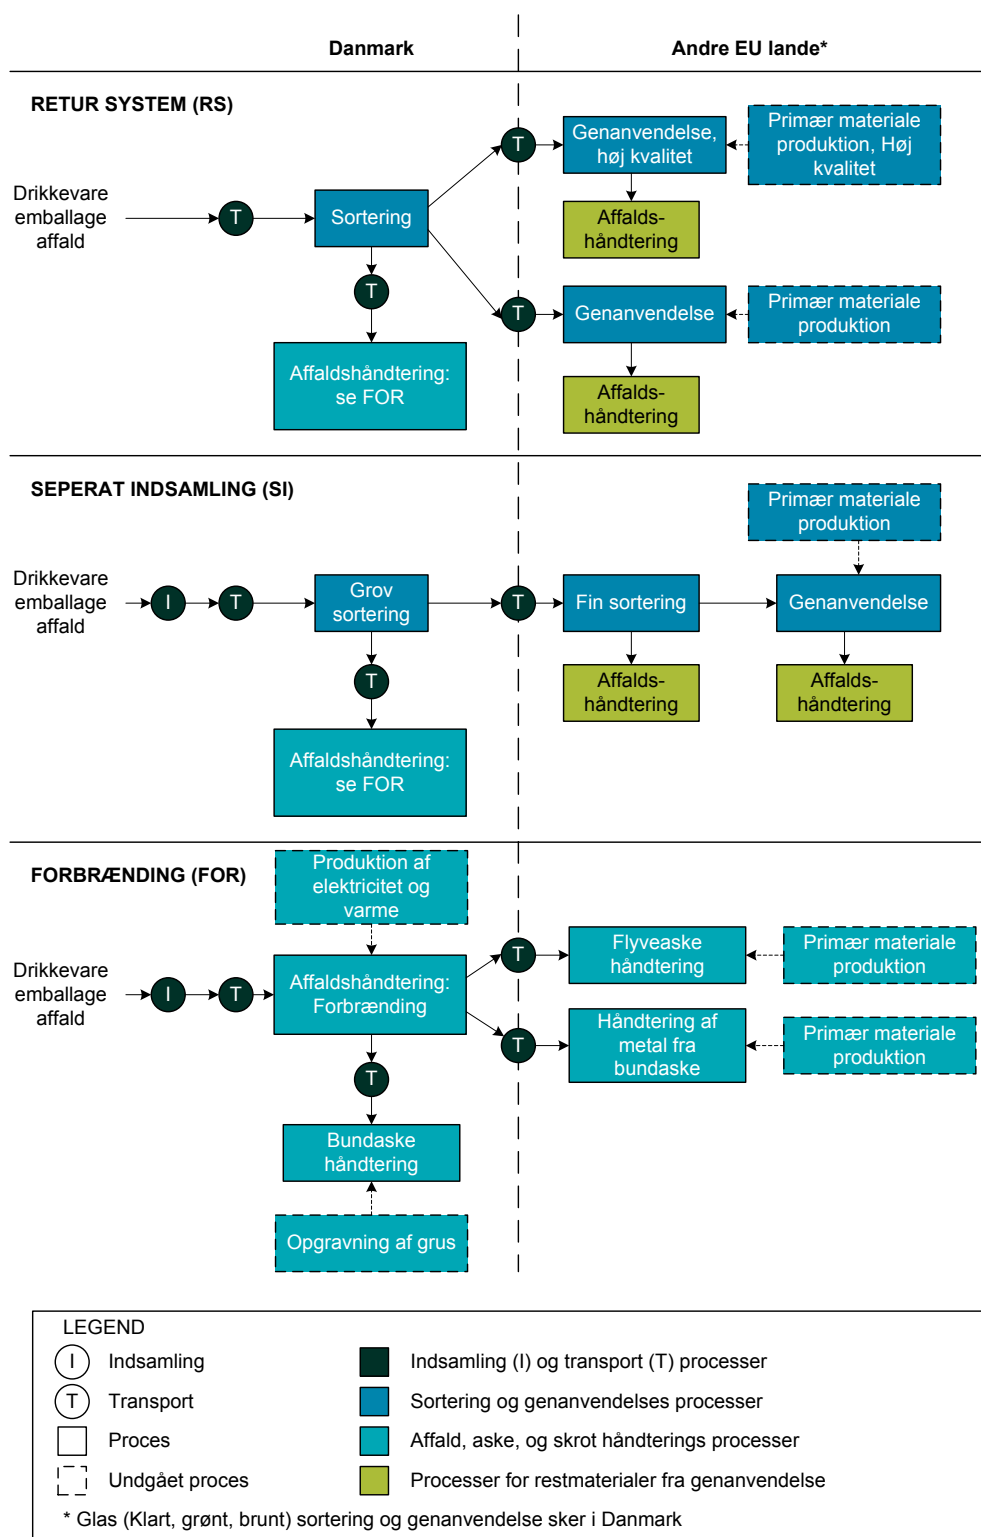 Danmark
Andre EU lande*
RETUR SYSTEM (RS)
Drikkevare
emballage
affald
T
Sortering
T
Affaldshåndtering:
se FOR
T
Genanvendelse,
høj kvalitet
Primær materiale
produktion, Høj
kvalitet
Affalds-
håndtering
T
Genanvendelse
Primær materiale
produktion
Affalds-
håndtering
SEPERAT INDSAMLING (SI)
Primær materiale
produktion
Drikkevare
emballage
affald
I
T
Grov
sortering
T
Fin sortering
Genanvendelse
T
Affalds-
håndtering
Affalds-
håndtering
Affaldshåndtering:
se FOR
FORBRÆNDING (FOR)
Produktion af
elektricitet og
varme
Drikkevare
emballage
affald
I
T
Affaldshåndtering:
Forbrænding
T
Flyveaske
håndtering
Primær materiale
produktion
T
Håndtering af
metal fra
bundaske
Primær materiale
produktion
T
Bundaske
håndtering
Opgravning af grus
LEGEND
I Indsamling
T Transport
Proces
Undgået proces
Indsamling (I) og transport (T) processer
Sortering og genanvendelses processer
Affald, aske, og skrot håndterings processer
Processer for restmaterialer fra genanvendelse
* Glas (Klart, grønt, brunt) sortering og genanvendelse sker i Danmark